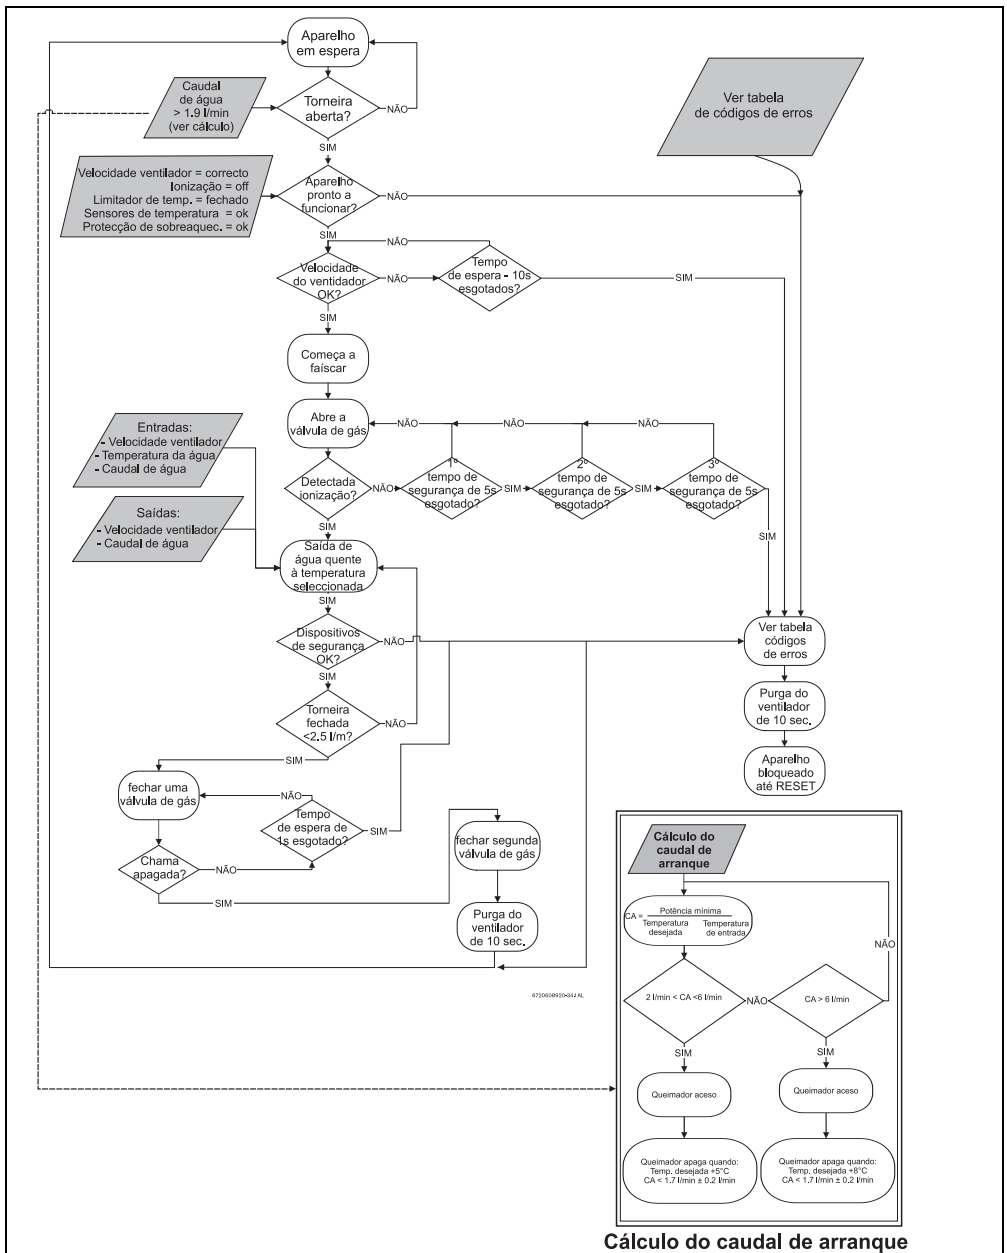 Aparelho
em espera
Caudal
de água
> 1.9 l/min
(ver cálculo)
Torneira
aberta?
NÃO
SIM
Ver tabela
de códigos de erros
Velocidade ventilador = correcto
Ionização = off
Limitador de temp. = fechado
Sensores de temperatura = ok
Protecção de sobreaquec. = ok
Aparelho
pronto a
funcionar?
NÃO
SIM
NÃO
Velocidade
do ventidador
OK?
NÃO
Tempo
de espera - 10s
esgotados?
SIM
SIM
Começa a
faíscar
Abre a
válvula de gás
NÃO
NÃO
NÃO
Entradas:
- Velocidade ventilador
- Temperatura da água
- Caudal de água
Detectada
ionização?
NÃO
1º
tempo de
segurança de 5s
esgotado?
SIM
2º
tempo de
segurança de 5s
esgotado?
SIM
3º
tempo de
segurança de 5s
esgotado?
SIM
SIM
Saídas:
- Velocidade ventilador
- Caudal de água
Saída de
água quente
à temperatura
seleccionada
SIM
Dispositivos
de segurança
OK?
NÃO
SIM
Ver tabela
códigos
de erros
Purga do
ventilador
de 10 sec.
Aparelho
bloqueado
até RESET
Torneira
fechada
<2.5 l/m?
NÃO
SIM
fechar uma
válvula de gás
NÃO
Tempo
de espera de
1s esgotado?
SIM
Chama
apagada?
NÃO
SIM
fechar segunda
válvula de gás
Purga do
ventilador
de 10 sec.
6720608920-34J AL
Cálculo do
caudal de
arranque
CA = Potência mínima
Temperatura desejada Temperatura de entrada
NÃO
2 l/min < CA <6 l/min
NÃO
CA > 6 l/min
SIM
SIM
Queimador aceso
Queimador aceso
Queimador apaga quando:
Temp. desejada +5°C
CA < 1.7 l/min ± 0.2 l/min
Queimador apaga quando:
Temp. desejada +8°C
CA < 1.7 l/min ± 0.2 l/min
Cálculo do caudal de arranque